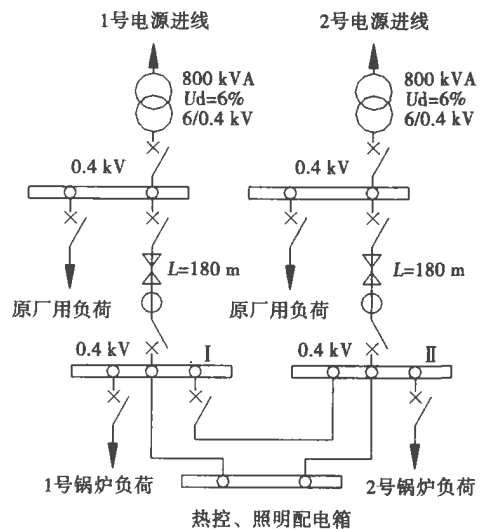 1号电源进线
2号电源进线
800 kVA
Ud=6%
6/0.4 kV
800 kVA
Ud=6%
6/0.4 kV
0.4 kV
0.4 kV
L=180 m
L=180 m
原厂用负荷
原厂用负荷
0.4 kV
I
0.4 kV
II
1号锅炉负荷
2号锅炉负荷
热控、照明配电箱